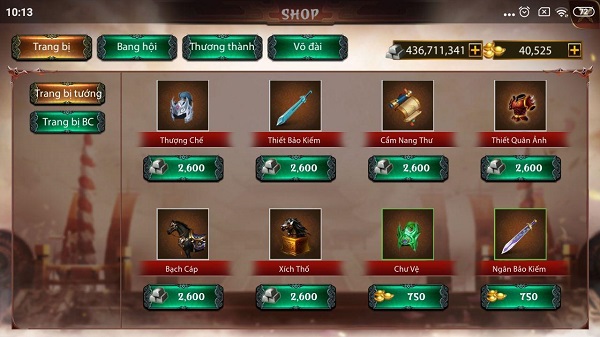 10:13
72
SHOP
Trang bị
Bang hội
Thương thành
Võ đài
436,711,341
40,525
Trang bị tướng
Trang bị BC
Thượng Chế
Thiết Bảo Kiếm
Cẩm Nang Thư
Thiết Quân Ảnh
2,600
2,600
2,600
2,600
Bạch Cáp
Xích Thố
Chư Vệ
Ngân Bảo Kiếm
2,600
2,600
750
750